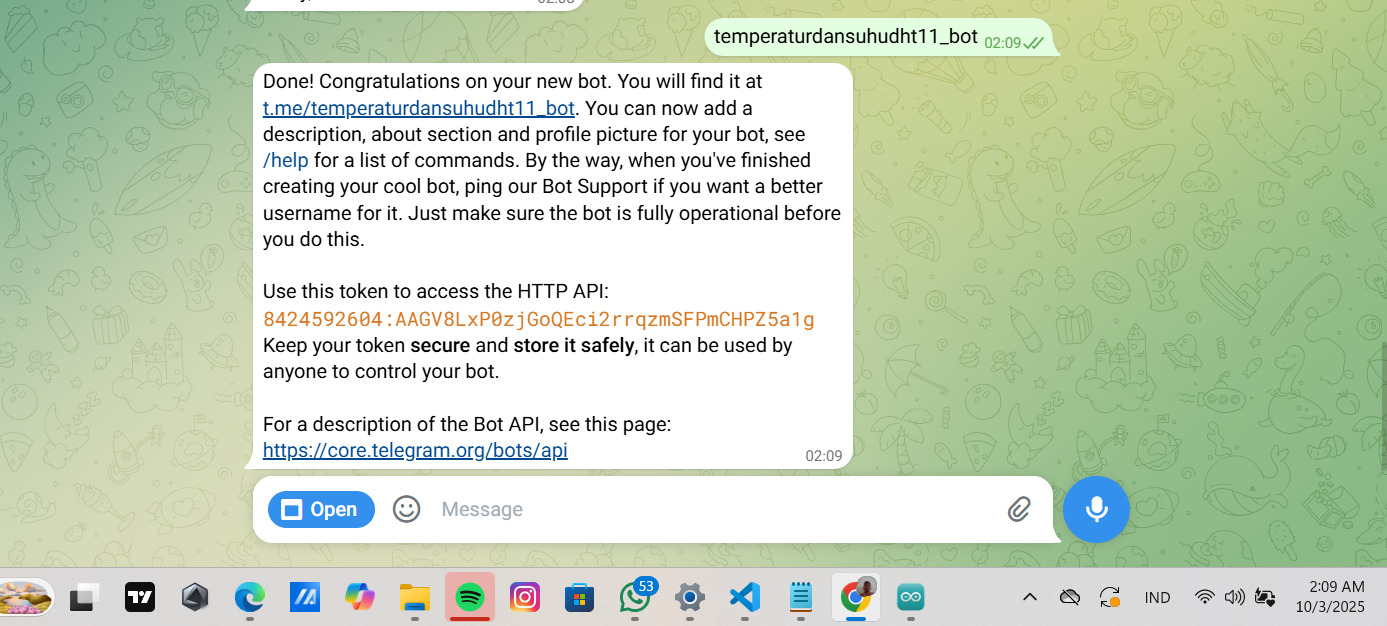 temperaturdansuhudht11_bot 02:09
Done! Congratulations on your new bot. You will find it at
t.me/temperaturdansuhudht11_bot. You can now add a
description, about section and profile picture for your bot, see
/help for a list of commands. By the way, when you've finished
creating your cool bot, ping our Bot Support if you want a better
username for it. Just make sure the bot is fully operational before
you do this.
Use this token to access the HTTP API:
8424592604:AAGV8LxP0zjGoQEci2rrqzmSFPmCHPZ5a1g
Keep your token secure and store it safely, it can be used by
anyone to control your bot.
For a description of the Bot API, see this page:
https://core.telegram.org/bots/api
02:09
Open
Message
53
IND
2:09 AM
10/3/2025